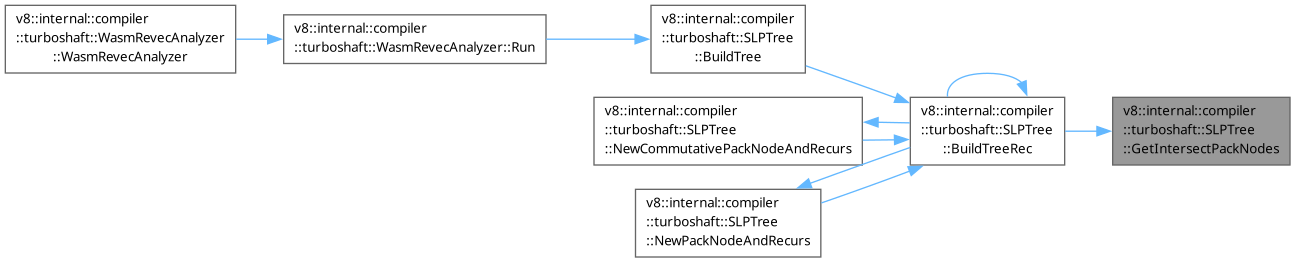 v8::internal::compiler
::turboshaft::WasmRevecAnalyzer
::WasmRevecAnalyzer
v8::internal::compiler
::turboshaft::WasmRevecAnalyzer::Run
v8::internal::compiler
::turboshaft::SLPTree
::BuildTree
v8::internal::compiler
::turboshaft::SLPTree
::NewCommutativePackNodeAndRecurs
v8::internal::compiler
::turboshaft::SLPTree
::NewPackNodeAndRecurs
v8::internal::compiler
::turboshaft::SLPTree
::BuildTreeRec
v8::internal::compiler
::turboshaft::SLPTree
::GetIntersectPackNodes